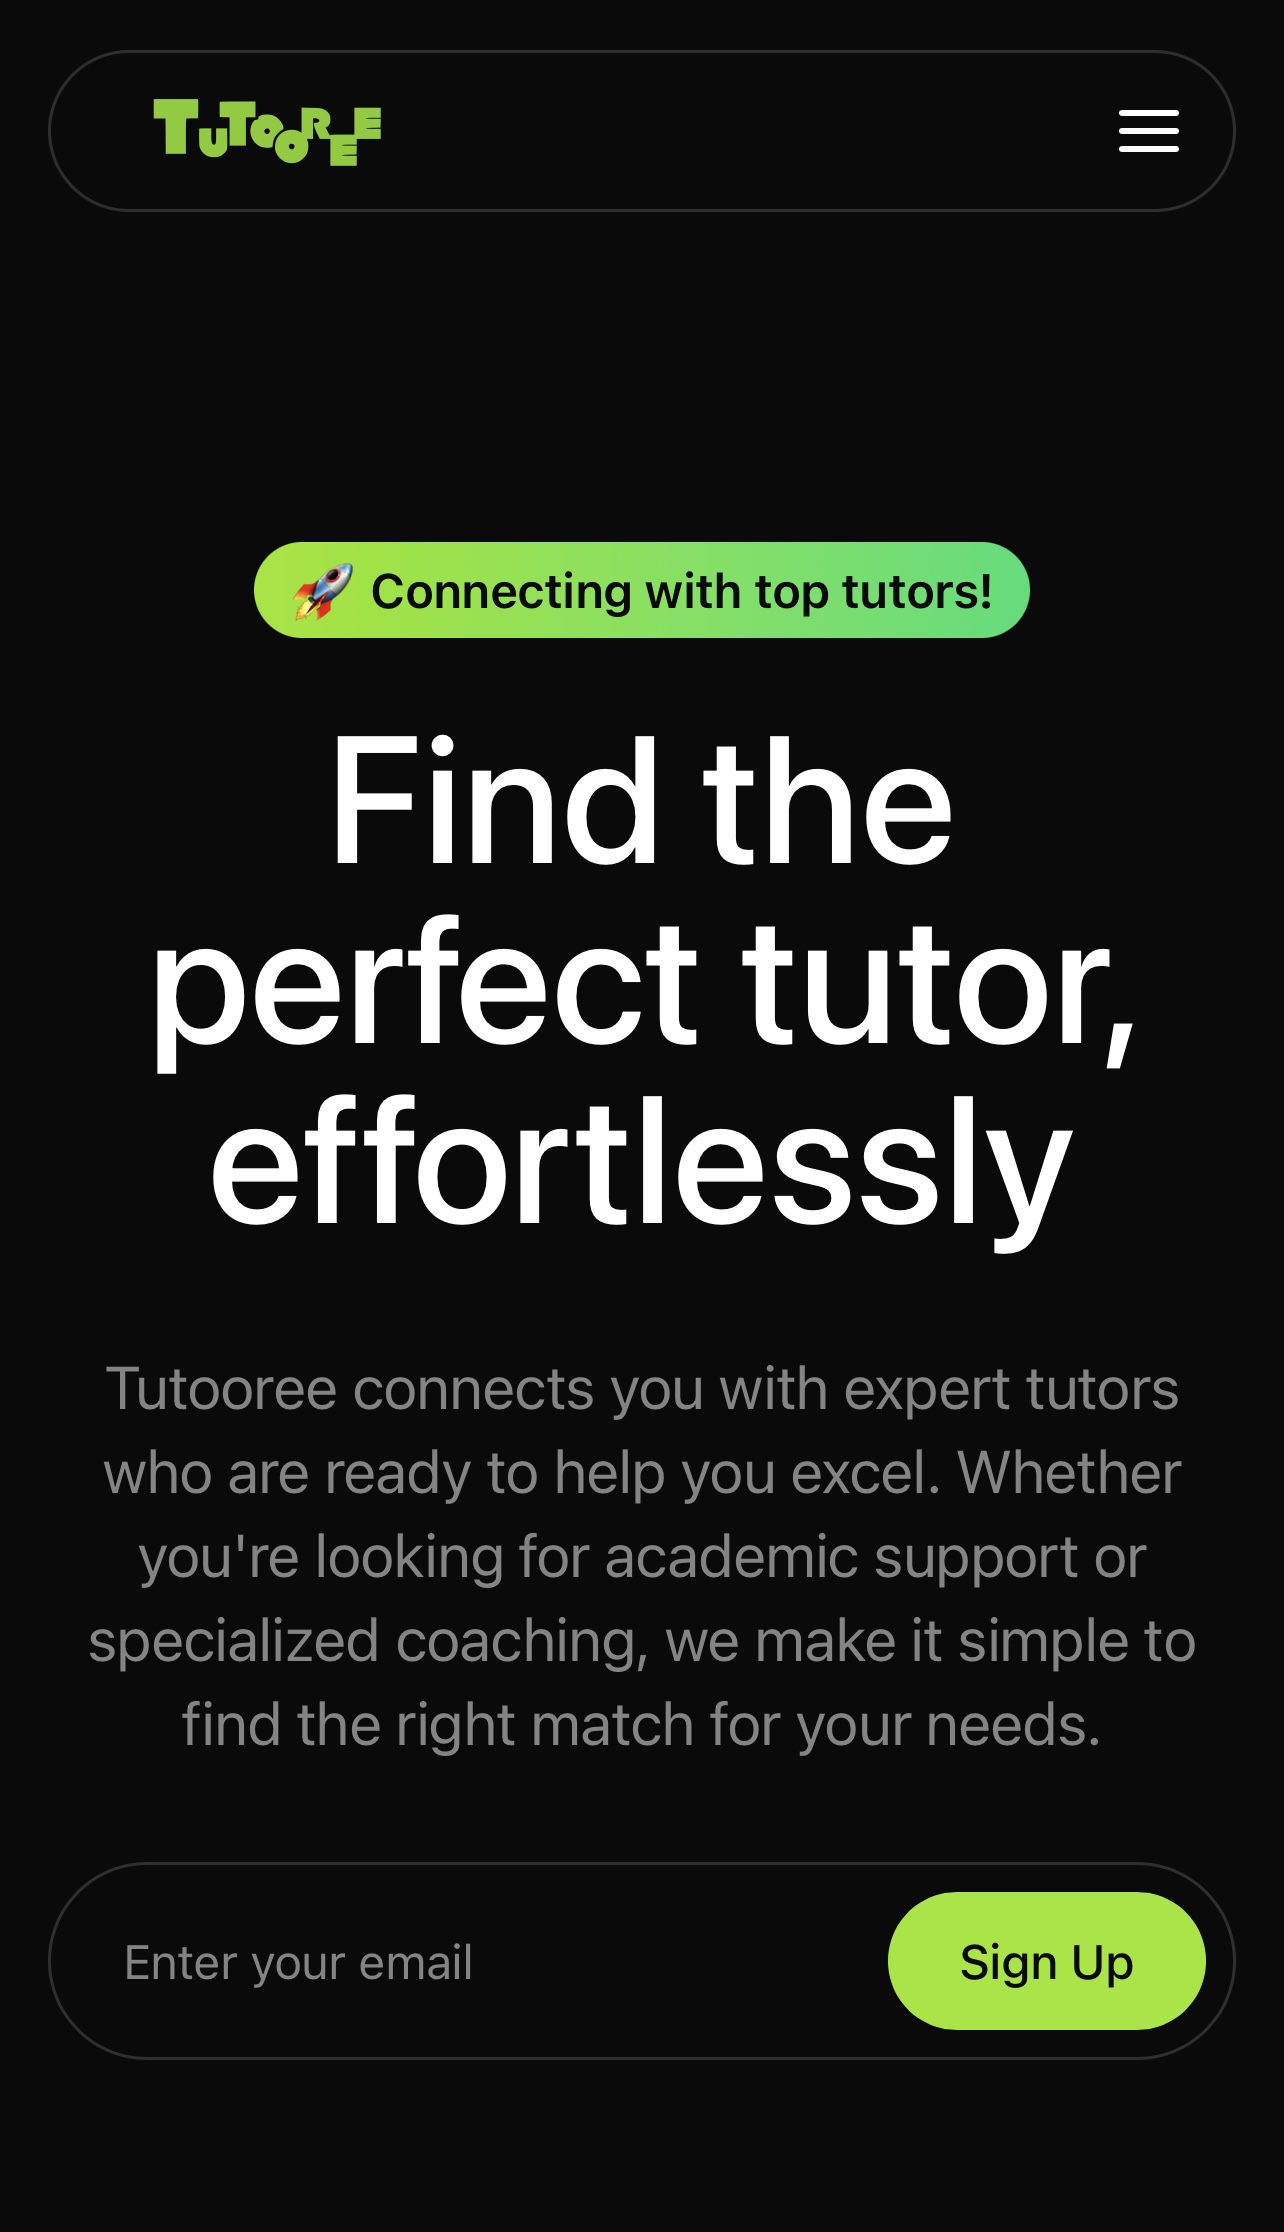 TUTOOREE
🚀 Connecting with top tutors!
Find the
perfect tutor,
effortlessly
Tutooree connects you with expert tutors
who are ready to help you excel. Whether
you're looking for academic support or
specialized coaching, we make it simple to
find the right match for your needs.
Enter your email
Sign Up